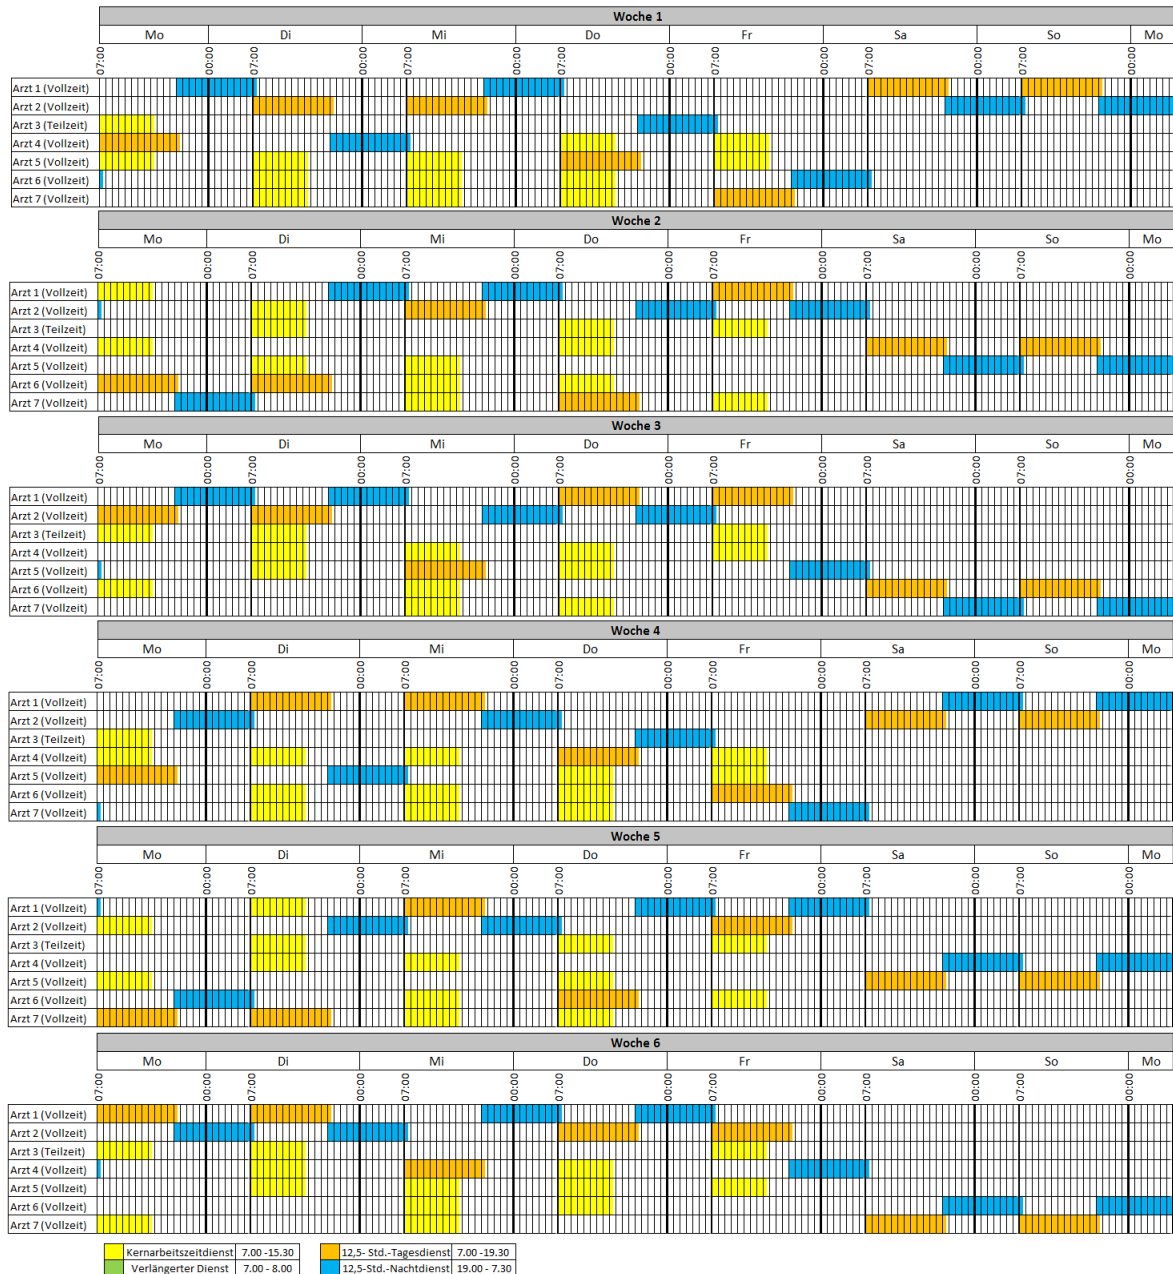 Woche 1
Mo Di Mi Do Fr Sa So Mo
07:00 00:00 07:00 00:00 07:00 00:00 07:00 00:00 07:00 00:00 07:00 00:00 07:00 00:00
Arzt 1 (Vollzeit)
Arzt 2 (Vollzeit)
Arzt 3 (Teilzeit)
Arzt 4 (Vollzeit)
Arzt 5 (Vollzeit)
Arzt 6 (Vollzeit)
Arzt 7 (Vollzeit)
Woche 2
Mo Di Mi Do Fr Sa So Mo
07:00 00:00 07:00 00:00 07:00 00:00 07:00 00:00 07:00 00:00 07:00 00:00 07:00 00:00
Arzt 1 (Vollzeit)
Arzt 2 (Vollzeit)
Arzt 3 (Teilzeit)
Arzt 4 (Vollzeit)
Arzt 5 (Vollzeit)
Arzt 6 (Vollzeit)
Arzt 7 (Vollzeit)
Woche 3
Mo Di Mi Do Fr Sa So Mo
07:00 00:00 07:00 00:00 07:00 00:00 07:00 00:00 07:00 00:00 07:00 00:00 07:00 00:00
Arzt 1 (Vollzeit)
Arzt 2 (Vollzeit)
Arzt 3 (Teilzeit)
Arzt 4 (Vollzeit)
Arzt 5 (Vollzeit)
Arzt 6 (Vollzeit)
Arzt 7 (Vollzeit)
Woche 4
Mo Di Mi Do Fr Sa So Mo
07:00 00:00 07:00 00:00 07:00 00:00 07:00 00:00 07:00 00:00 07:00 00:00 07:00 00:00
Arzt 1 (Vollzeit)
Arzt 2 (Vollzeit)
Arzt 3 (Teilzeit)
Arzt 4 (Vollzeit)
Arzt 5 (Vollzeit)
Arzt 6 (Vollzeit)
Arzt 7 (Vollzeit)
Woche 5
Mo Di Mi Do Fr Sa So Mo
07:00 00:00 07:00 00:00 07:00 00:00 07:00 00:00 07:00 00:00 07:00 00:00 07:00 00:00
Arzt 1 (Vollzeit)
Arzt 2 (Vollzeit)
Arzt 3 (Teilzeit)
Arzt 4 (Vollzeit)
Arzt 5 (Vollzeit)
Arzt 6 (Vollzeit)
Arzt 7 (Vollzeit)
Woche 6
Mo Di Mi Do Fr Sa So Mo
07:00 00:00 07:00 00:00 07:00 00:00 07:00 00:00 07:00 00:00 07:00 00:00 07:00 00:00
Arzt 1 (Vollzeit)
Arzt 2 (Vollzeit)
Arzt 3 (Teilzeit)
Arzt 4 (Vollzeit)
Arzt 5 (Vollzeit)
Arzt 6 (Vollzeit)
Arzt 7 (Vollzeit)
Kernarbeitszeitdienst 7.00 -15.30 12,5- Std.-Tagesdienst 7.00 -19.30
Verlängerter Dienst 7.00 - 8.00 12,5-Std.-Nachtdienst 19.00 - 7.30